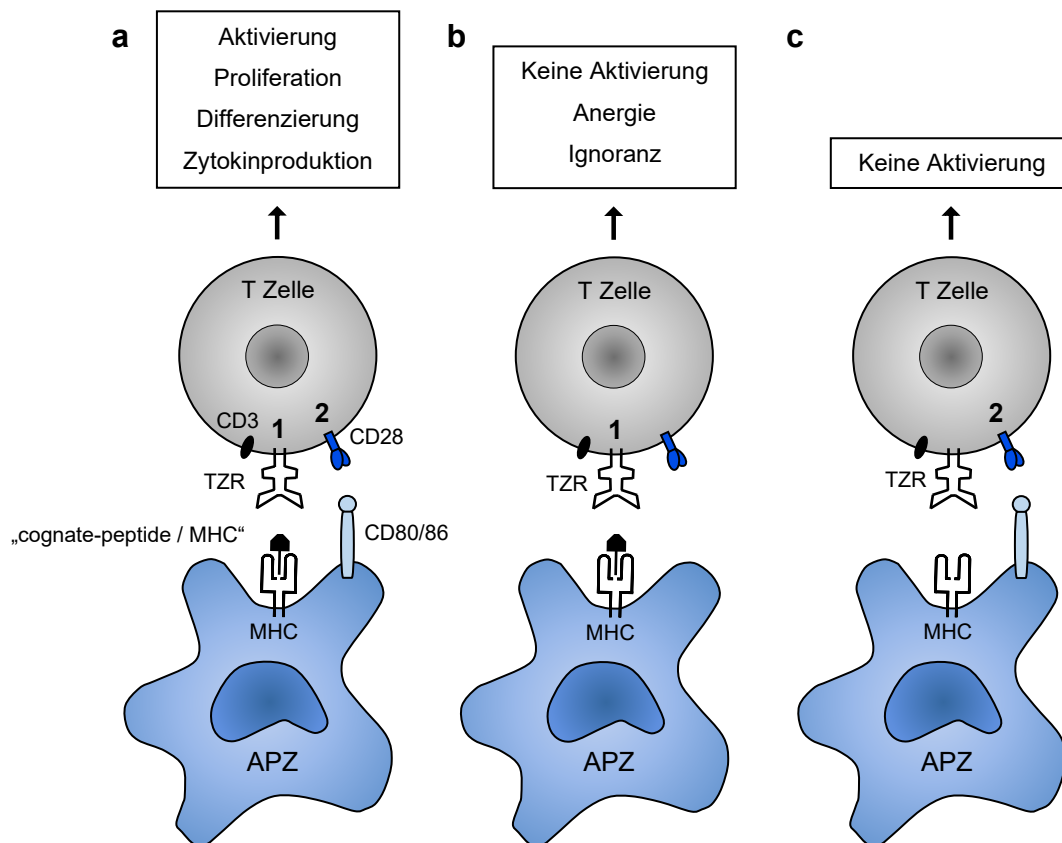 a
Aktivierung
Proliferation
Differenzierung
Zytokinproduktion
T Zelle
CD3
1
2
CD28
TZR
„cognate-peptide / MHC“
CD80/86
MHC
APZ
b
Keine Aktivierung
Anergie
Ignoranz
T Zelle
1
TZR
MHC
APZ
c
Keine Aktivierung
T Zelle
2
TZR
MHC
APZ